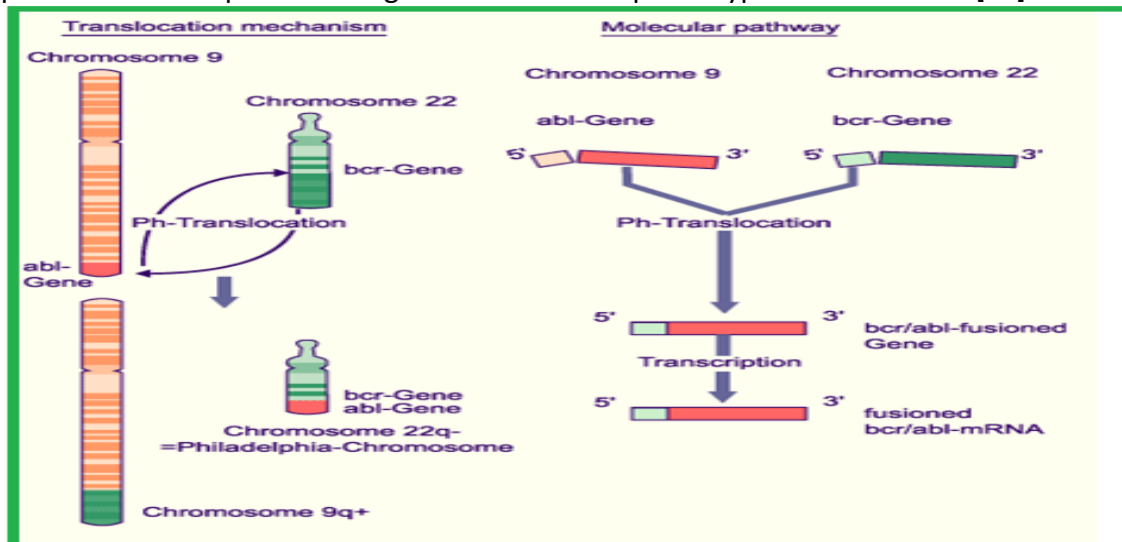 Translocation mechanism
Chromosome 9
Chromosome 22
bcr-Gene
Ph-Translocation
abl-
Gene
bcr-Gene
abl-Gene
Chromosome 22q-
=Philadelphia-Chromosome
Chromosome 9q+
Molecular pathway
Chromosome 9
Chromosome 22
abl-Gene
bcr-Gene
5' 3'
5' 3'
Ph-Translocation
5' 3'
bcr/abl-fusioned
Gene
Transcription
5' 3'
fusioned
bcr/abl-mRNA